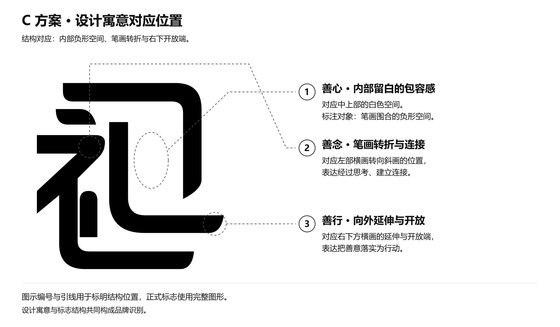 C 方案・设计寓意对应位置
结构对应：内部负形空间、笔画转折与右下开放端。
1
善心・内部留白的包容感
对应中上部的白色空间。
标注对象：笔画围合的负形空间。
2
善念・笔画转折与连接
对应左部横画转向斜画的位置，
表达经过思考、建立连接。
3
善行・向外延伸与开放
对应右下方横画的延伸与开放端，
表达把善意落实为行动。
图示编号与引线用于标明结构位置，正式标志使用完整图形。
设计寓意与标志结构共同构成品牌识别。